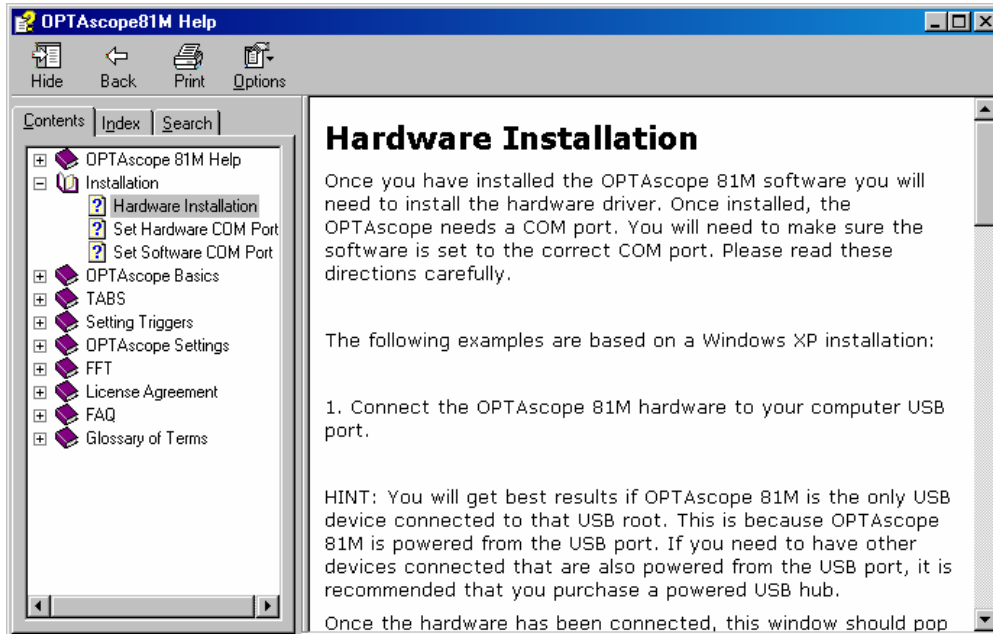 OPTAscope81M Help
Hide Back Print Options
Contents Index Search
OPTAscope 81M Help
Installation
Hardware Installation
Set Hardware COM Port
Set Software COM Port
OPTAscope Basics
TABS
Setting Triggers
OPTAscope Settings
FFT
License Agreement
FAQ
Glossary of Terms
Hardware Installation
Once you have installed the OPTAscope 81M software you will
need to install the hardware driver. Once installed, the
OPTAscope needs a COM port. You will need to make sure the
software is set to the correct COM port. Please read these
directions carefully.
The following examples are based on a Windows XP installation:
1. Connect the OPTAscope 81M hardware to your computer USB
port.
HINT: You will get best results if OPTAscope 81M is the only USB
device connected to that USB root. This is because OPTAscope
81M is powered from the USB port. If you need to have other
devices connected that are also powered from the USB port, it is
recommended that you purchase a powered USB hub.
Once the hardware has been connected, this window should pop